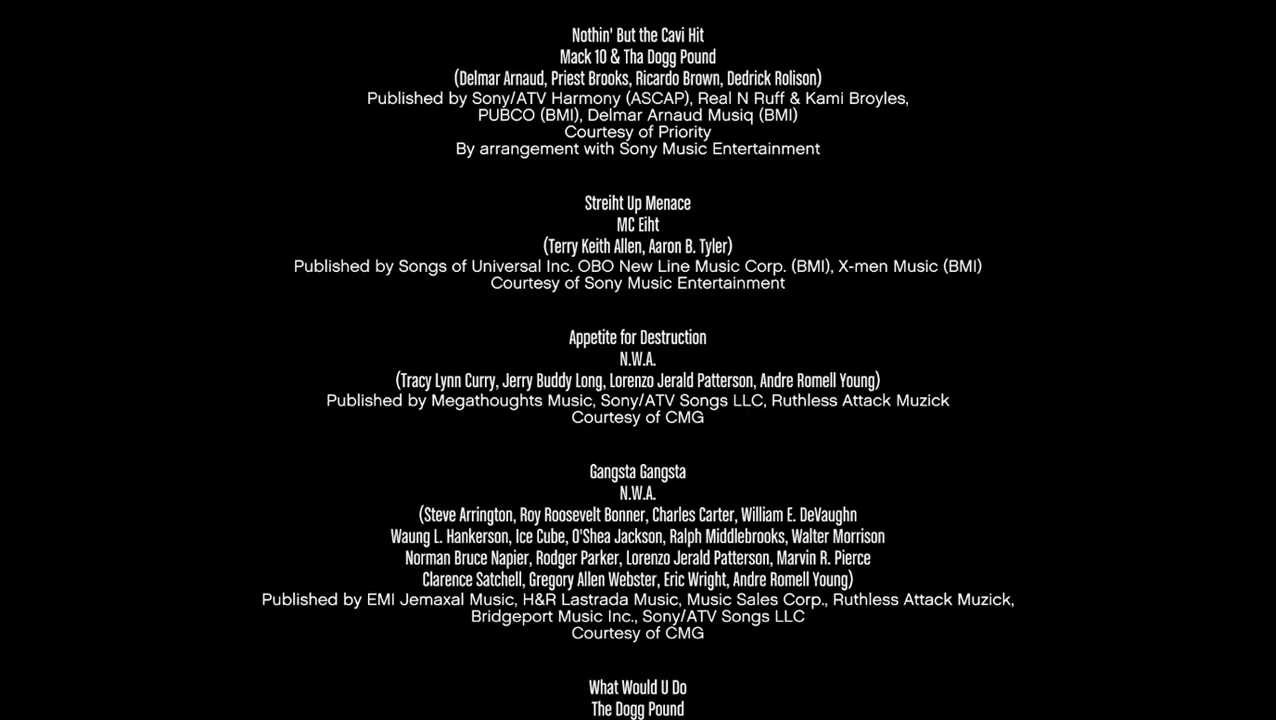 Nothin' But the Cavi Hit
Mack 10 & Tha Dogg Pound
(Delmar Arnaud, Priest Brooks, Ricardo Brown, Dedrick Rolison)
Published by Sony/ATV Harmony (ASCAP), Real N Ruff & Kami Broyles,
PUBCO (BMI), Delmar Arnaud Musiq (BMI)
Courtesy of Priority
By arrangement with Sony Music Entertainment
Streiht Up Menace
MC Eiht
(Terry Keith Allen, Aaron B. Tyler)
Published by Songs of Universal Inc. OBO New Line Music Corp. (BMI), X-men Music (BMI)
Courtesy of Sony Music Entertainment
Appetite for Destruction
N.W.A.
(Tracy Lynn Curry, Jerry Buddy Long, Lorenzo Jerald Patterson, Andre Romell Young)
Published by Megathoughts Music, Sony/ATV Songs LLC, Ruthless Attack Muzick
Courtesy of CMG
Gangsta Gangsta
N.W.A.
(Steve Arrington, Roy Roosevelt Bonner, Charles Carter, William E. DeVaughn
Waung L. Hankerson, Ice Cube, O'Shea Jackson, Ralph Middlebrooks, Walter Morrison
Norman Bruce Napier, Rodger Parker, Lorenzo Jerald Patterson, Marvin R. Pierce
Clarence Satchell, Gregory Allen Webster, Eric Wright, Andre Romell Young)
Published by EMI Jemaxal Music, H&R Lastrada Music, Music Sales Corp., Ruthless Attack Muzick,
Bridgeport Music Inc., Sony/ATV Songs LLC
Courtesy of CMG
What Would U Do
The Dogg Pound